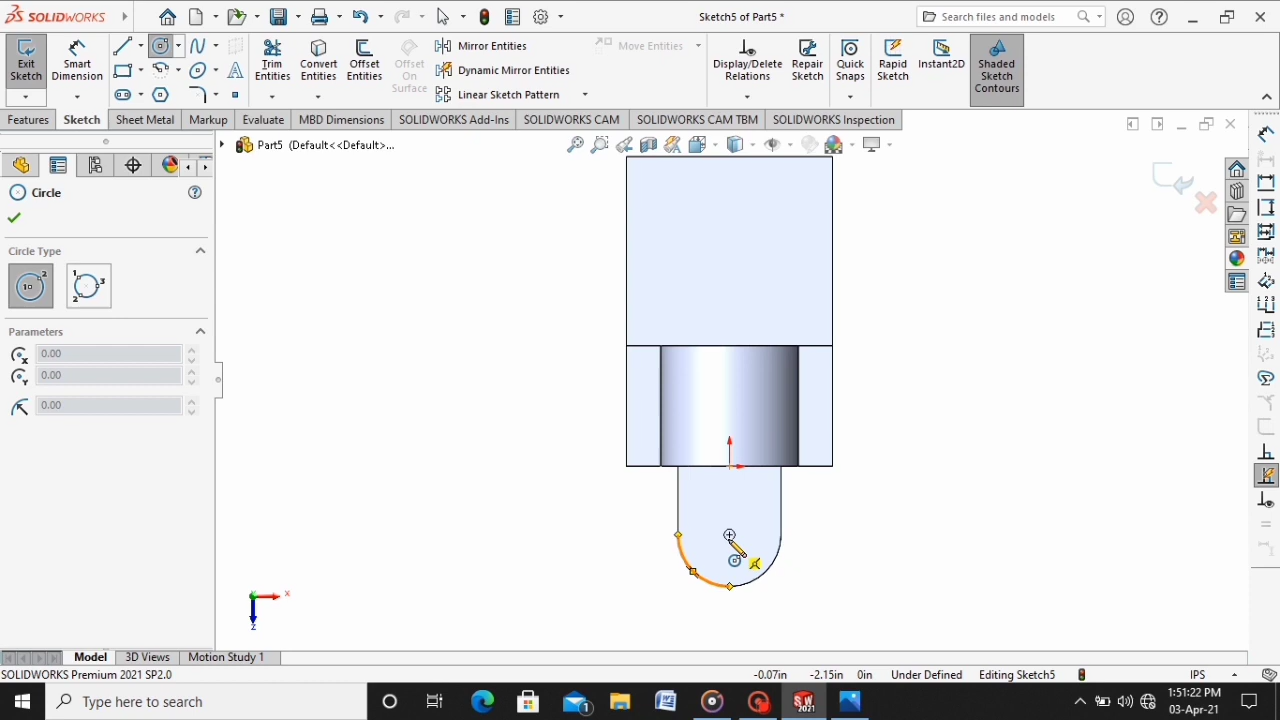 SOLIDWORKS
Sketch5 of Part5 *
Search files and models
Exit Sketch
Smart Dimension
Trim Entities
Convert Entities
Offset Entities
Offset On Surface
Mirror Entities
Dynamic Mirror Entities
Linear Sketch Pattern
Move Entities
Display/Delete Relations
Repair Sketch
Quick Snaps
Rapid Sketch
Instant2D
Shaded Sketch Contours
Features
Sketch
Sheet Metal
Markup
Evaluate
MBD Dimensions
SOLIDWORKS Add-Ins
SOLIDWORKS CAM
SOLIDWORKS CAM TBM
SOLIDWORKS Inspection
Part5 (Default<<Default>...
Circle
Circle Type
Parameters
0.00
0.00
0.00
X
Z
Model
3D Views
Motion Study 1
SOLIDWORKS Premium 2021 SP2.0
-0.07in
-2.15in
0in
Under Defined
Editing Sketch5
IPS
Type here to search
1:51:22 PM
03-Apr-21